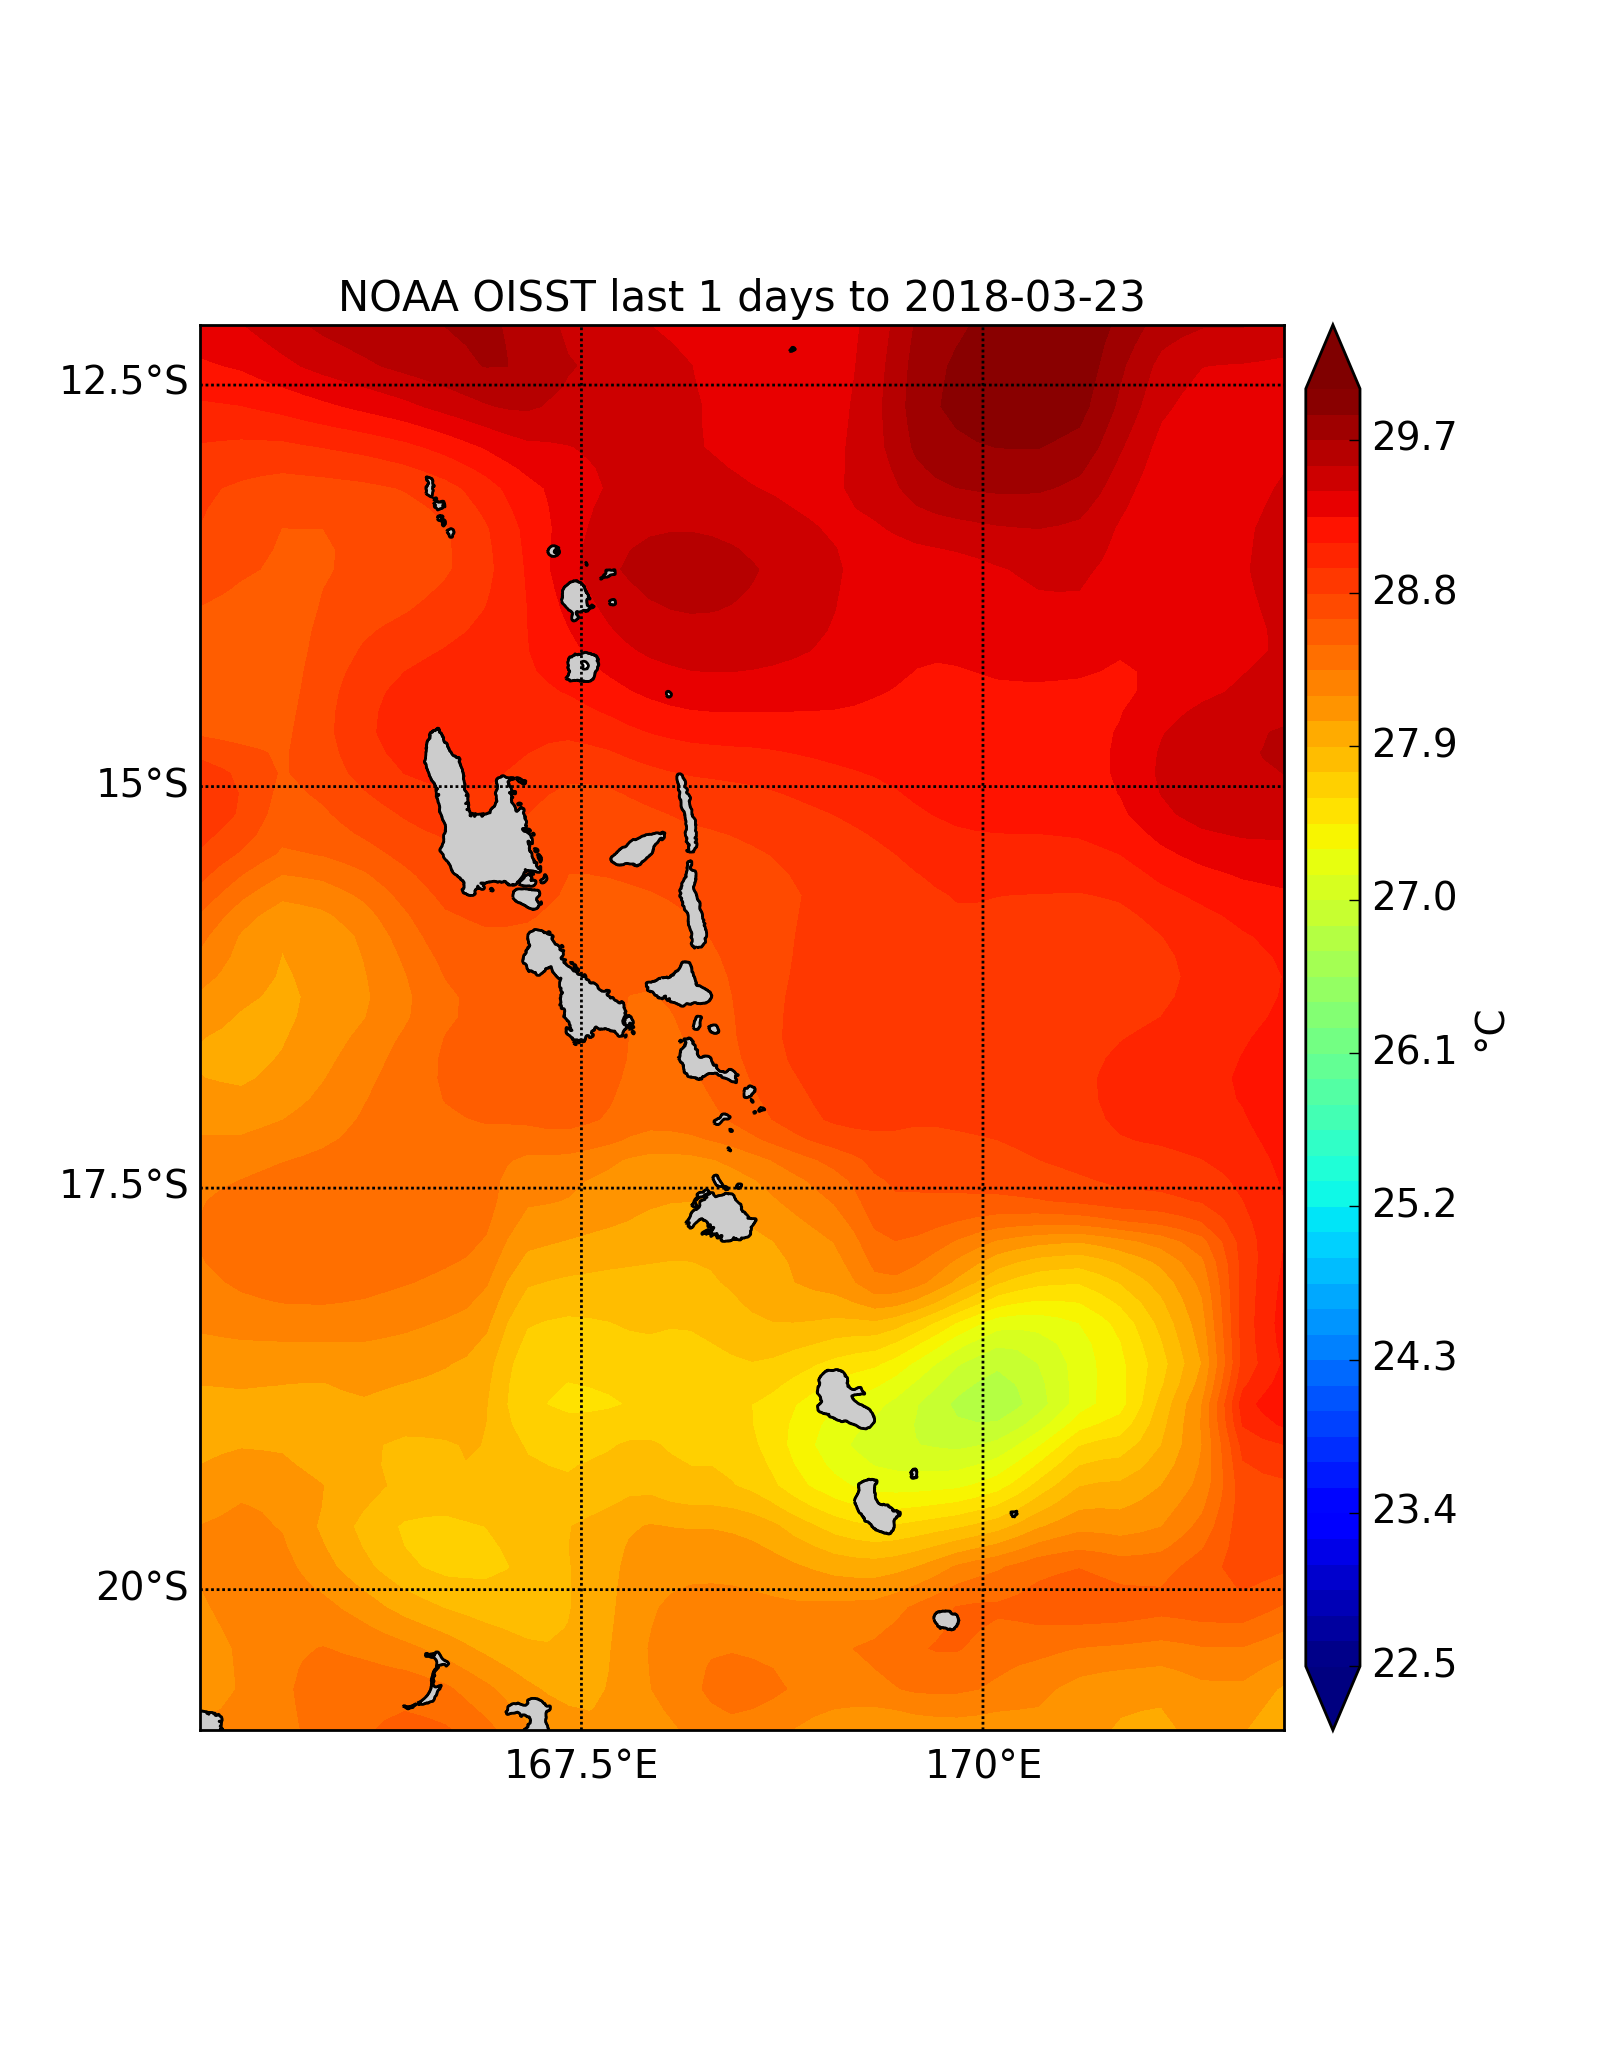 NOAA OISST last 1 days to 2018-03-23
12.5°S
15°S
17.5°S
20°S
167.5°E
170°E
29.7
28.8
27.9
27.0
26.1
25.2
24.3
23.4
22.5
°C